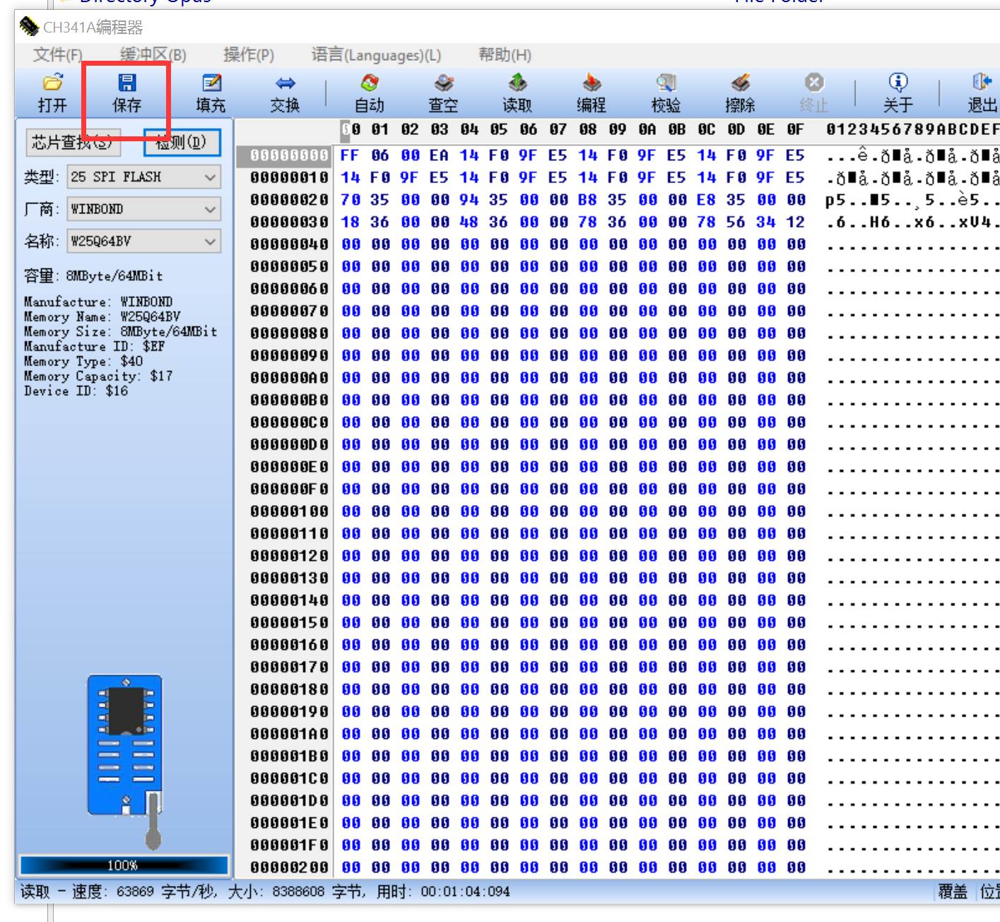 CH341A编程器
文件(F) 缓冲区(B) 操作(P) 语言(Languages)(L) 帮助(H)
打开 保存 填充 交换 自动 查空 读取 编程 校验 擦除 终止 关于 退出
芯片查找(S) 检测(D)
类型: 25 SPI FLASH
厂商: WINBOND
名称: W25Q64BV
容量: 8MByte/64MBit
Manufacture: WINBOND
Memory Name: W25Q64BV
Memory Size: 8MByte/64MBit
Manufacture ID: $EF
Memory Type: $40
Memory Capacity: $17
Device ID: $16
100%
00 01 02 03 04 05 06 07 08 09 0A 0B 0C 0D 0E 0F 0123456789ABCDEF
00000000 FF 06 00 EA 14 F0 9F E5 14 F0 9F E5 14 F0 9F E5 ...ê.ð■å.ð■å.ð■å
00000010 14 F0 9F E5 14 F0 9F E5 14 F0 9F E5 14 F0 9F E5 .ð■å.ð■å.ð■å.ð■å
00000020 70 35 00 00 94 35 00 00 B8 35 00 00 E8 35 00 00 p5..■5..¸5..è5..
00000030 18 36 00 00 48 36 00 00 78 36 00 00 78 56 34 12 .6..H6..x6..xV4.
00000040 00 00 00 00 00 00 00 00 00 00 00 00 00 00 00 00 ................
00000050 00 00 00 00 00 00 00 00 00 00 00 00 00 00 00 00 ................
00000060 00 00 00 00 00 00 00 00 00 00 00 00 00 00 00 00 ................
00000070 00 00 00 00 00 00 00 00 00 00 00 00 00 00 00 00 ................
00000080 00 00 00 00 00 00 00 00 00 00 00 00 00 00 00 00 ................
00000090 00 00 00 00 00 00 00 00 00 00 00 00 00 00 00 00 ................
000000A0 00 00 00 00 00 00 00 00 00 00 00 00 00 00 00 00 ................
000000B0 00 00 00 00 00 00 00 00 00 00 00 00 00 00 00 00 ................
000000C0 00 00 00 00 00 00 00 00 00 00 00 00 00 00 00 00 ................
000000D0 00 00 00 00 00 00 00 00 00 00 00 00 00 00 00 00 ................
000000E0 00 00 00 00 00 00 00 00 00 00 00 00 00 00 00 00 ................
000000F0 00 00 00 00 00 00 00 00 00 00 00 00 00 00 00 00 ................
00000100 00 00 00 00 00 00 00 00 00 00 00 00 00 00 00 00 ................
00000110 00 00 00 00 00 00 00 00 00 00 00 00 00 00 00 00 ................
00000120 00 00 00 00 00 00 00 00 00 00 00 00 00 00 00 00 ................
00000130 00 00 00 00 00 00 00 00 00 00 00 00 00 00 00 00 ................
00000140 00 00 00 00 00 00 00 00 00 00 00 00 00 00 00 00 ................
00000150 00 00 00 00 00 00 00 00 00 00 00 00 00 00 00 00 ................
00000160 00 00 00 00 00 00 00 00 00 00 00 00 00 00 00 00 ................
00000170 00 00 00 00 00 00 00 00 00 00 00 00 00 00 00 00 ................
00000180 00 00 00 00 00 00 00 00 00 00 00 00 00 00 00 00 ................
00000190 00 00 00 00 00 00 00 00 00 00 00 00 00 00 00 00 ................
000001A0 00 00 00 00 00 00 00 00 00 00 00 00 00 00 00 00 ................
000001B0 00 00 00 00 00 00 00 00 00 00 00 00 00 00 00 00 ................
000001C0 00 00 00 00 00 00 00 00 00 00 00 00 00 00 00 00 ................
000001D0 00 00 00 00 00 00 00 00 00 00 00 00 00 00 00 00 ................
000001E0 00 00 00 00 00 00 00 00 00 00 00 00 00 00 00 00 ................
000001F0 00 00 00 00 00 00 00 00 00 00 00 00 00 00 00 00 ................
00000200 00 00 00 00 00 00 00 00 00 00 00 00 00 00 00 00 ................
读取 - 速度: 63869 字节/秒, 大小: 8388608 字节, 用时: 00:01:04:094 覆盖 位